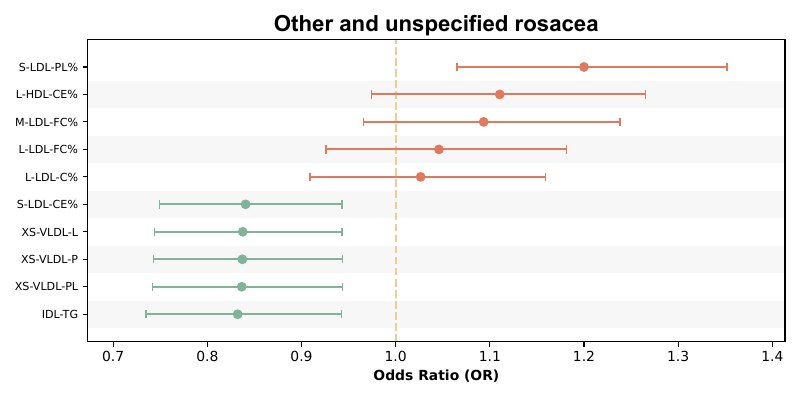 Other and unspecified rosacea
S-LDL-PL%
L-HDL-CE%
M-LDL-FC%
L-LDL-FC%
L-LDL-C%
S-LDL-CE%
XS-VLDL-L
XS-VLDL-P
XS-VLDL-PL
IDL-TG
0.7 0.8 0.9 1.0 1.1 1.2 1.3 1.4
Odds Ratio (OR)